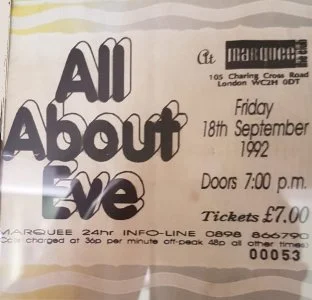 All
About
Eve
At marquee
105 Charing Cross Road
London WC2H 0DT
Friday
18th September
1992
Doors 7:00 p.m.
Tickets £7.00
MARQUEE 24hr INFO-LINE 0898 866790
Calls charged at 36p per minute off-peak 48p all other times
00053